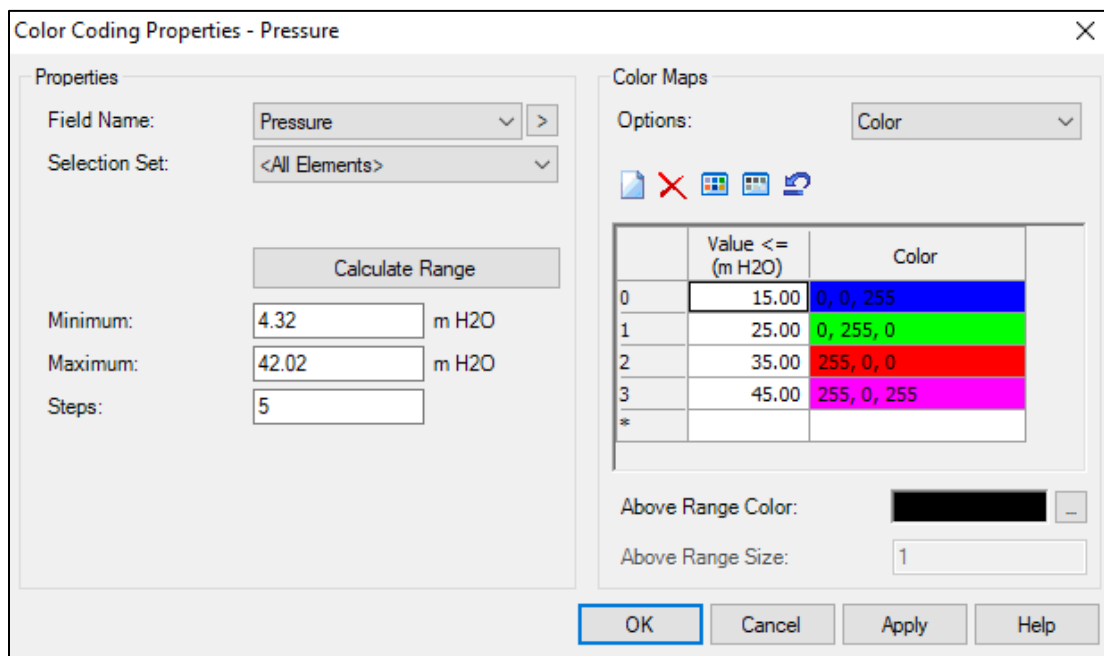 Color Coding Properties - Pressure
Properties
Field Name: Pressure >
Selection Set: <All Elements>
Calculate Range
Minimum: 4.32 m H2O
Maximum: 42.02 m H2O
Steps: 5
Color Maps
Options: Color
Value <=
(m H2O) Color
0 15.00 0, 0, 255
1 25.00 0, 255, 0
2 35.00 255, 0, 0
3 45.00 255, 0, 255
*
Above Range Color: ...
Above Range Size: 1
OK Cancel Apply Help